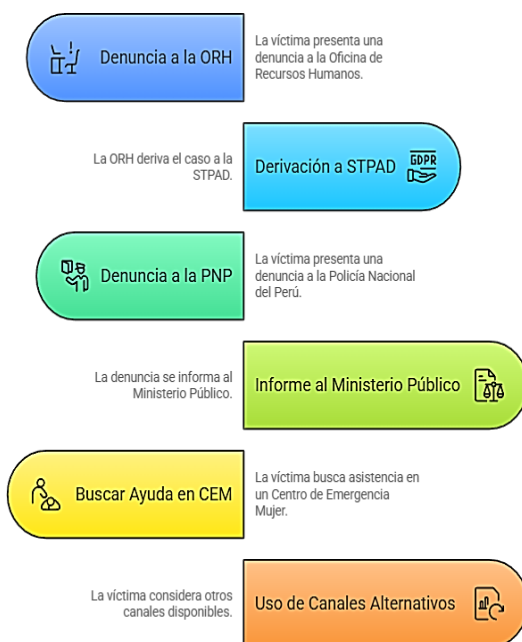 Denuncia a la ORH
La víctima presenta una
denuncia a la Oficina de
Recursos Humanos.
La ORH deriva el caso a la
STPAD.
Derivación a STPAD
GDPR
Denuncia a la PNP
La víctima presenta una
denuncia a la Policía Nacional
del Perú.
La denuncia se informa al
Ministerio Público.
Informe al Ministerio Público
Buscar Ayuda en CEM
La víctima busca asistencia en
un Centro de Emergencia
Mujer.
La víctima considera otros
canales disponibles.
Uso de Canales Alternativos